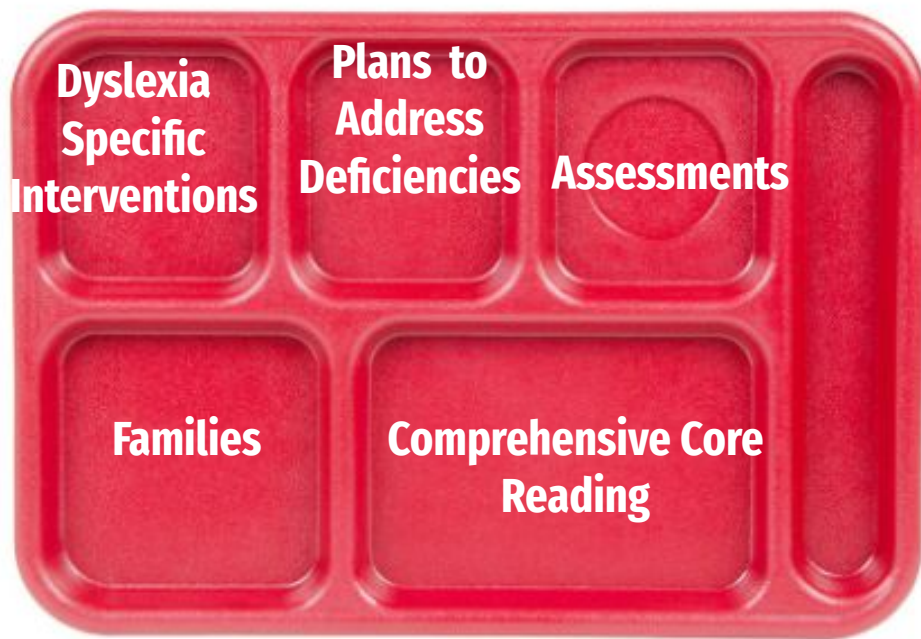 Dyslexia
Specific
Interventions
Plans to
Address
Deficiencies
Assessments
Families
Comprehensive Core
Reading